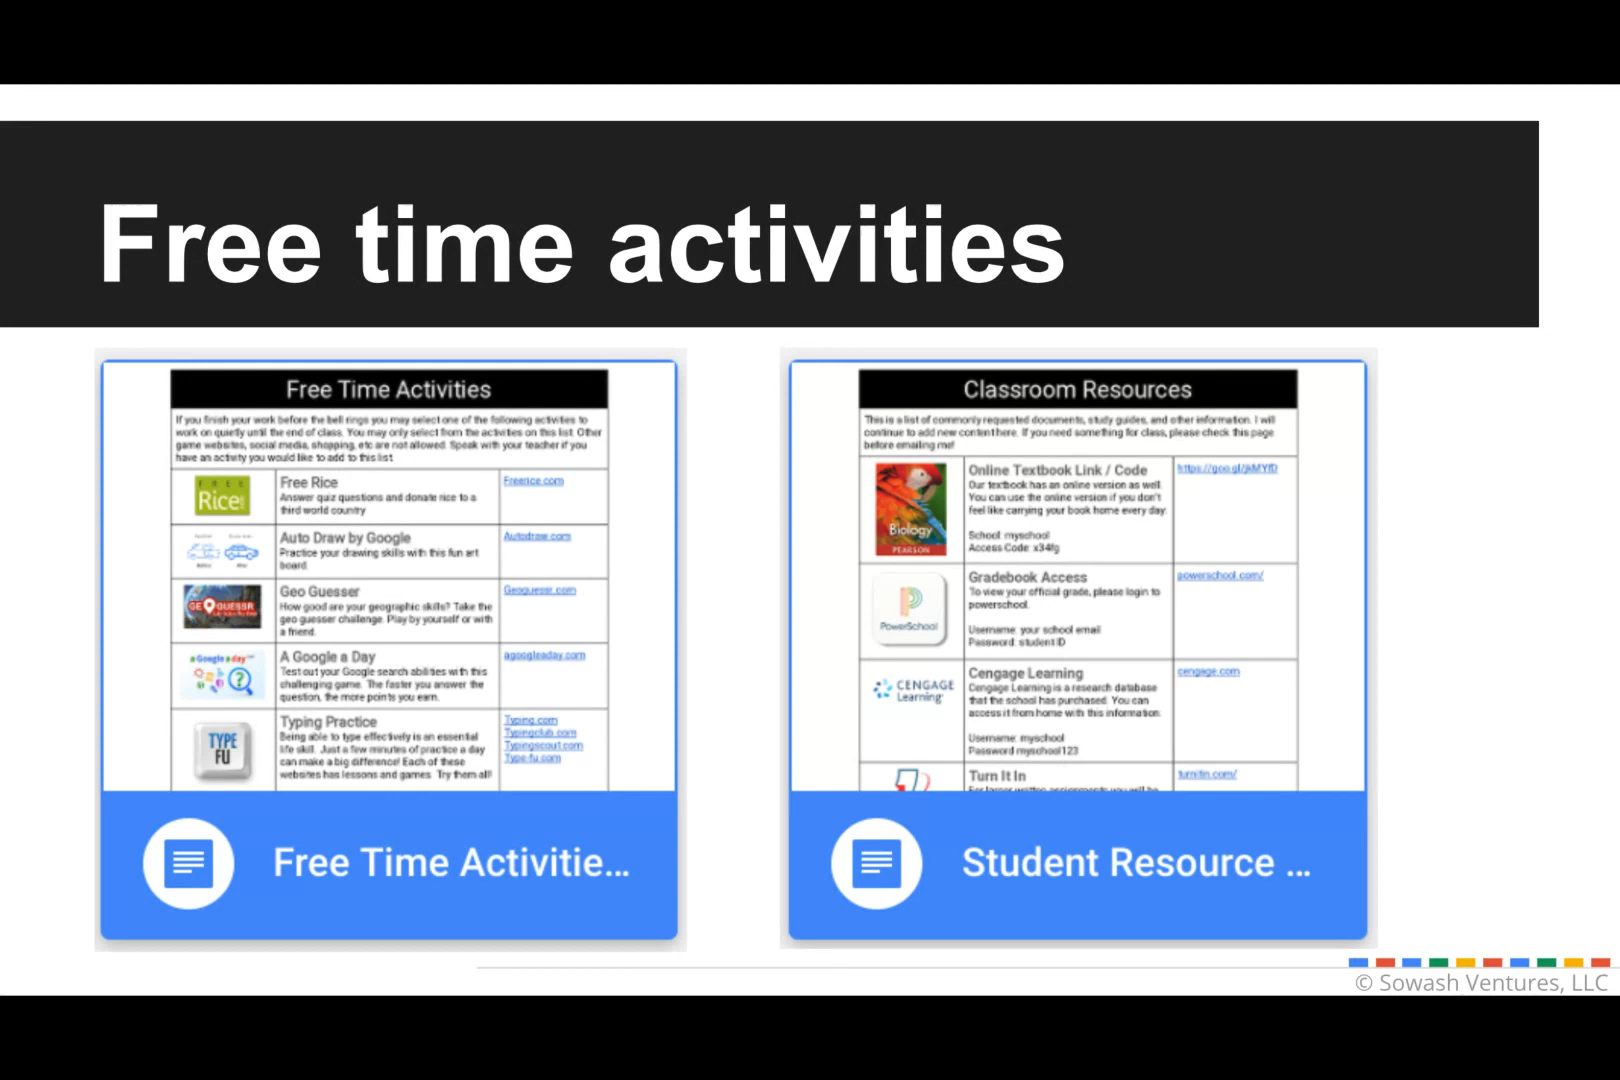 Free time activities
Free Time Activities
If you finish your work before the bell rings you may select one of the following activities to
work on quietly until the end of class. You may only select from the activities on this list. Other
game websites, social media, shopping, etc are not allowed. Speak with your teacher if you
have an activity you would like to add to this list.
FREE
Rice
Free Rice
Answer quiz questions and donate rice to a
third world country
Freerice.com
Auto Draw by Google
Practice your drawing skills with this fun art
board.
Autodraw.com
GEOGUESSR
Geo Guesser
How good are your geographic skills? Take the
geo guesser challenge. Play by yourself or with
a friend.
Geoguessr.com
a Google a day
A Google a Day
Test out your Google search abilities with this
challenging game. The faster you answer the
question, the more points you earn.
agoogleaday.com
TYPE
FU
Typing Practice
Being able to type effectively is an essential
life skill. Just a few minutes of practice a day
can make a big difference! Each of these
websites has lessons and games. Try them all!
Typing.com
Typingclub.com
Typingscout.com
Type-fu.com
Free Time Activitie...
Classroom Resources
This is a list of commonly requested documents, study guides, and other information. I will
continue to add new content here. If you need something for class, please check this page
before emailing me!
Biology
PEARSON
Online Textbook Link / Code
Our textbook has an online version as well.
You can use the online version if you don't
feel like carrying your book home every day.
School: myschool
Access Code: x34fg
PowerSchool
Gradebook Access
To view your official grade, please login to
powerschool.
Username: your school email
Password: student ID
powerschool.com/
CENGAGE
Learning
Cengage Learning
Cengage Learning is a research database
that the school has purchased. You can
access it from home with this information.
Username: myschool
Password myschool123
cengage.com
Turn It In
turnitin.com/
Student Resource ...
© Sowash Ventures, LLC